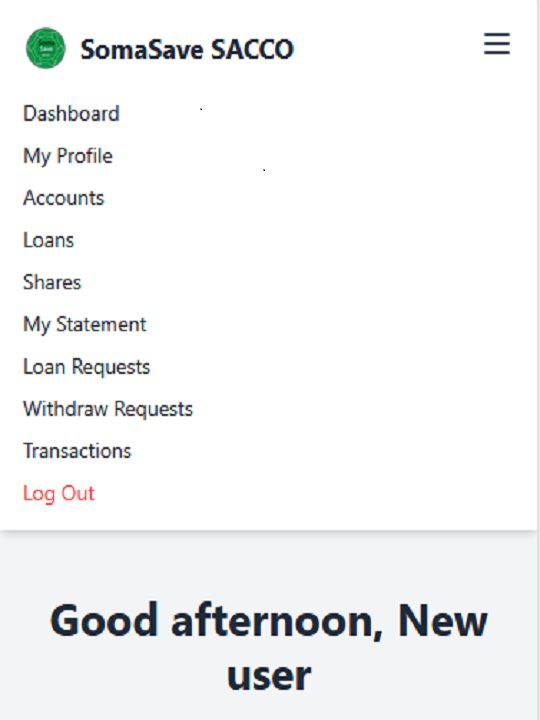 SomaSave SACCO
Dashboard
My Profile
Accounts
Loans
Shares
My Statement
Loan Requests
Withdraw Requests
Transactions
Log Out
Good afternoon, New
user